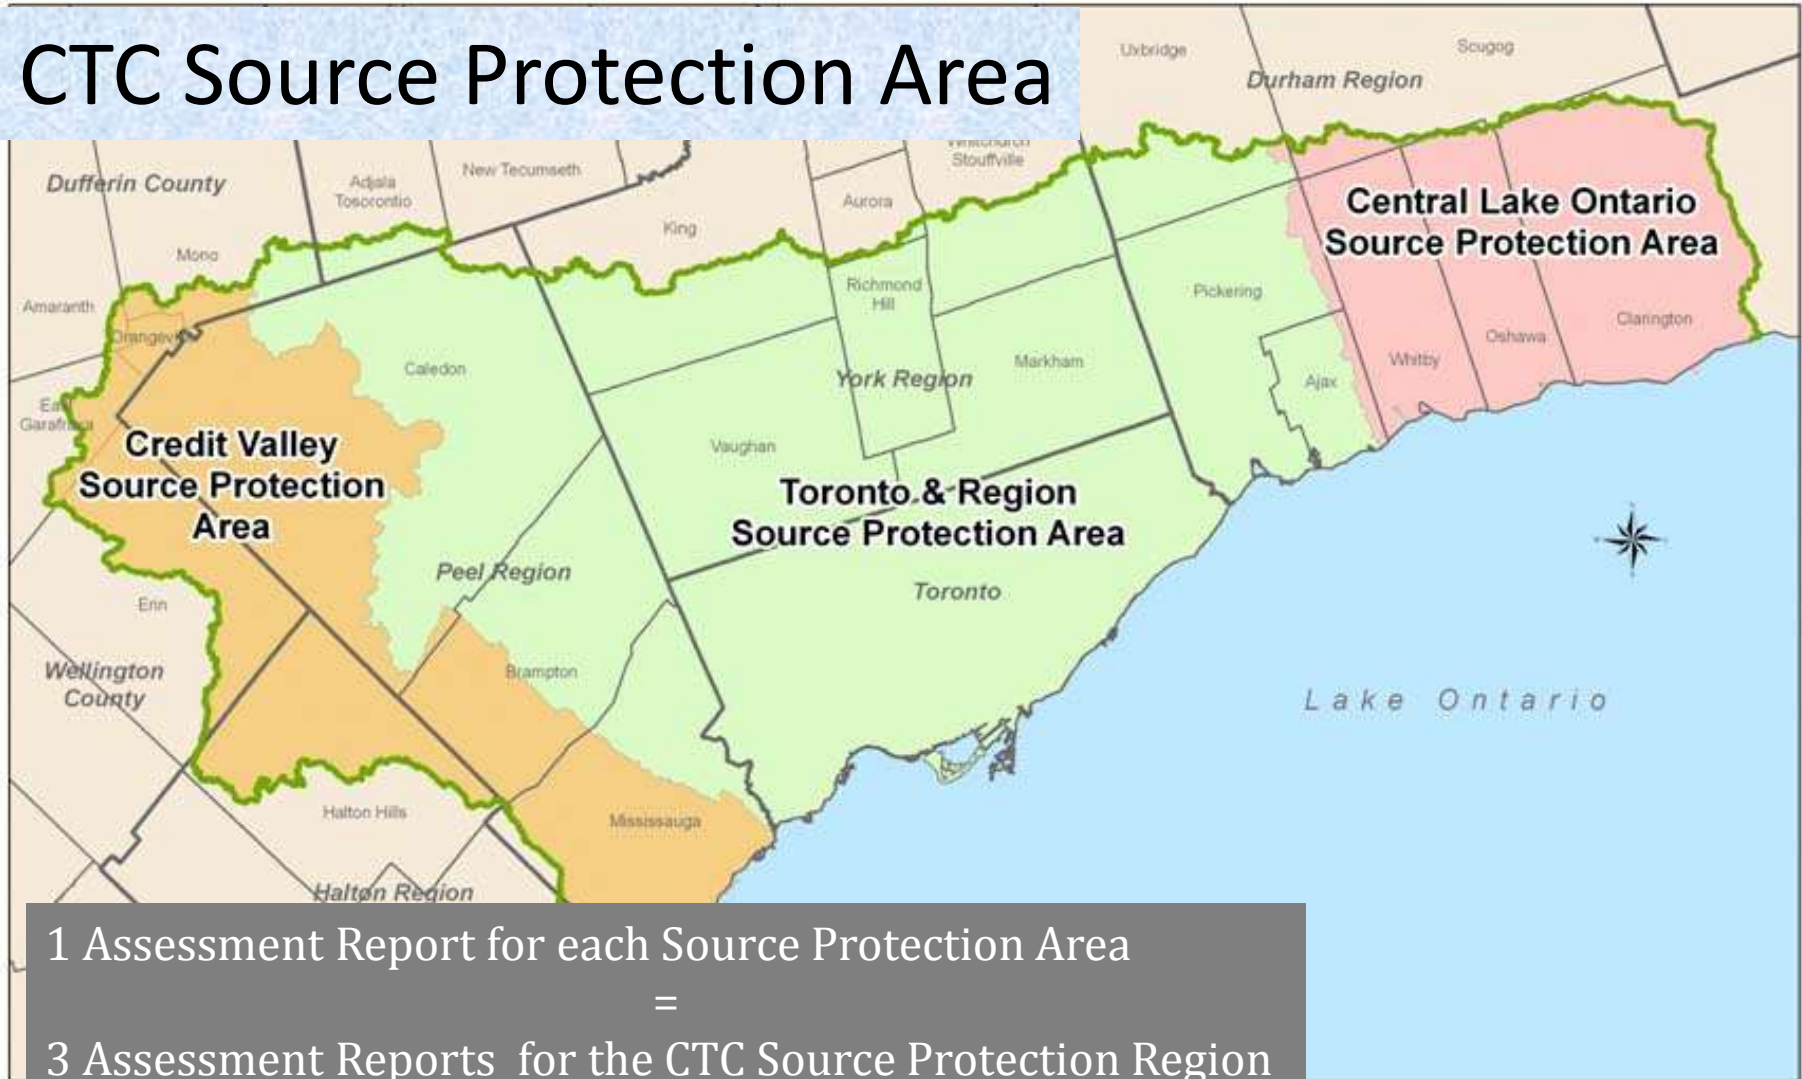 CTC Source Protection Area
Uxbridge
Scugog
Durham Region
Whitchurch
Stouffville
Dufferin County
Adjala
Tosorontio
New Tecumseth
Aurora
King
Mono
Central Lake Ontario
Source Protection Area
Amaranth
Orangeville
Richmond
Hill
Pickering
Clarington
Oshawa
Whitby
Caledon
York Region
Markham
Ajax
East
Garafraxa
Credit Valley
Source Protection
Area
Vaughan
Toronto & Region
Source Protection Area
Peel Region
Toronto
Erin
Wellington
County
Brampton
Lake Ontario
Halton Hills
Mississauga
Halton Region
1 Assessment Report for each Source Protection Area
=
3 Assessment Reports for the CTC Source Protection Region